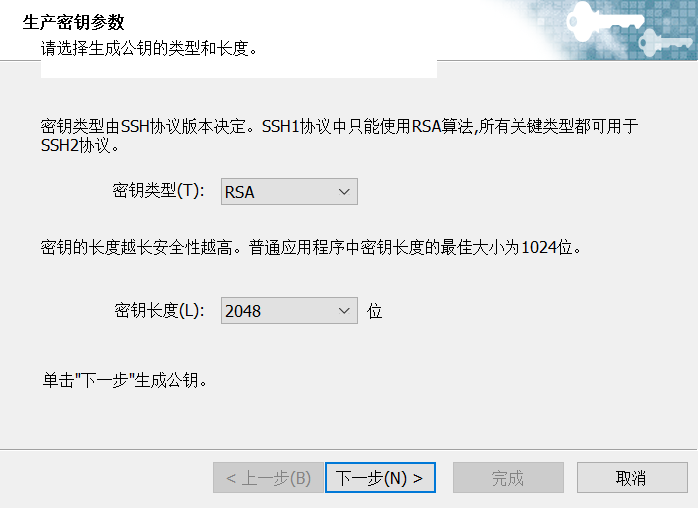 生产密钥参数
请选择生成公钥的类型和长度。
密钥类型由SSH协议版本决定。SSH1协议中只能使用RSA算法,所有关键类型都可用于
SSH2协议。
密钥类型(T): RSA
密钥的长度越长安全性越高。普通应用程序中密钥长度的最佳大小为1024位。
密钥长度(L): 2048 位
单击"下一步"生成公钥。
< 上一步(B) 下一步(N) > 完成 取消